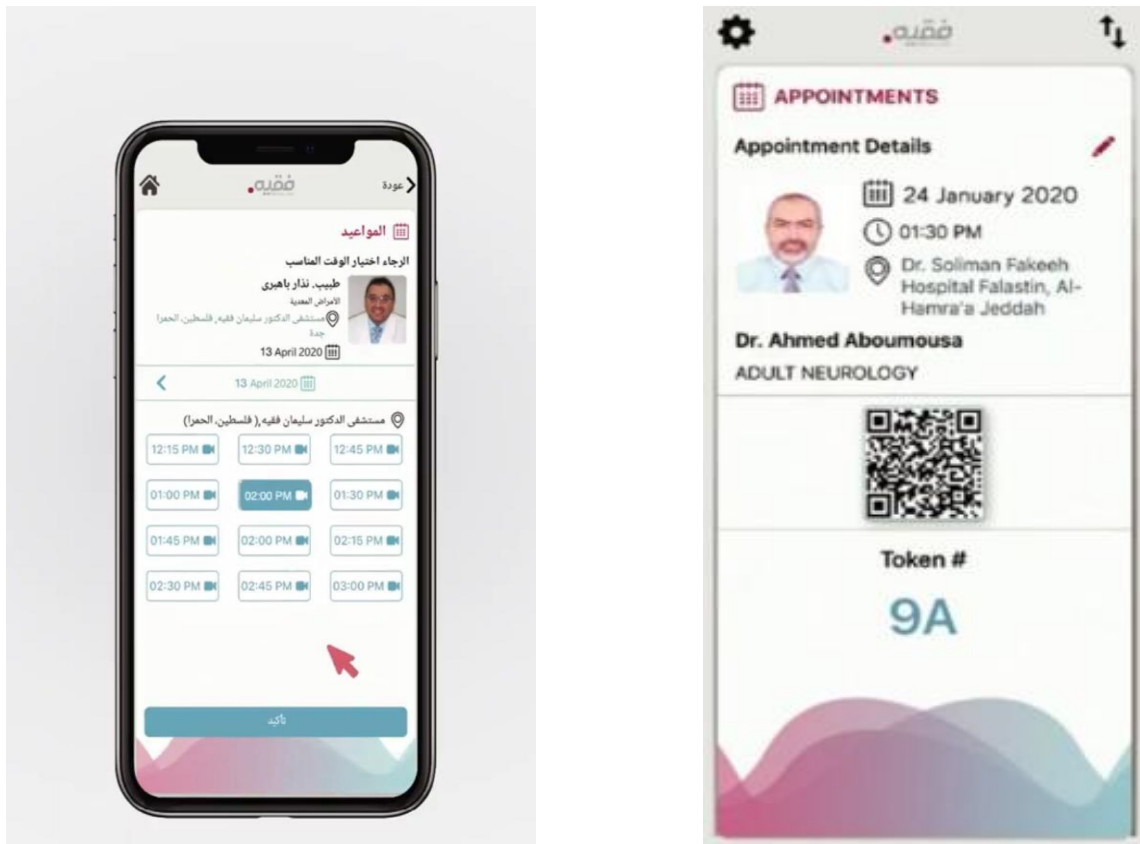 فقيه
عودة
المواعيد
الرجاء اختيار الوقت المناسب
طبيب. نذار باهبرى
الأمراض المعدية
مستشفى الدكتور سليمان فقيه, فلسطين, الحمرا
جدة
13 April 2020
13 April 2020
مستشفى الدكتور سليمان فقيه,( فلسطين, الحمرا)
12:15 PM 12:30 PM 12:45 PM
01:00 PM 02:00 PM 01:30 PM
01:45 PM 02:00 PM 02:15 PM
02:30 PM 02:45 PM 03:00 PM
تأكيد
فقيه
APPOINTMENTS
Appointment Details
24 January 2020
01:30 PM
Dr. Soliman Fakeeh
Hospital Falastin, Al-
Hamra'a Jeddah
Dr. Ahmed Aboumousa
ADULT NEUROLOGY
Token #
9A